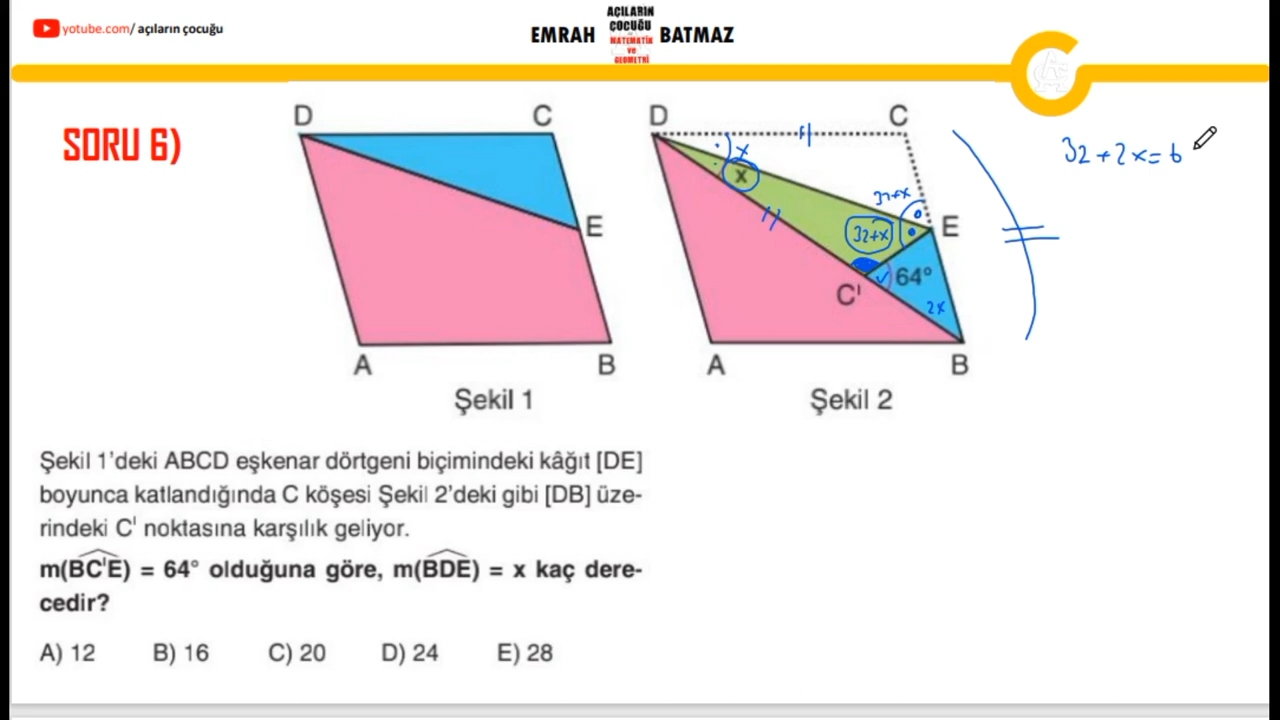 yotube.com/ açıların çocuğu
EMRAH
AÇILARIN
ÇOCUĞU
MATEMATİK
ve
GEOMETRİ
BATMAZ
SORU 6)
D C
E
A B
Şekil 1
D C
x
x
32+x
32+x
E
64°
C'
2x
A B
Şekil 2
32+2x=6
Şekil 1'deki ABCD eşkenar dörtgeni biçimindeki kâğıt [DE]
boyunca katlandığında C köşesi Şekil 2'deki gibi [DB] üze-
rindeki C' noktasına karşılık geliyor.
m(BC'E) = 64° olduğuna göre, m(BDE) = x kaç dere-
cedir?
A) 12 B) 16 C) 20 D) 24 E) 28